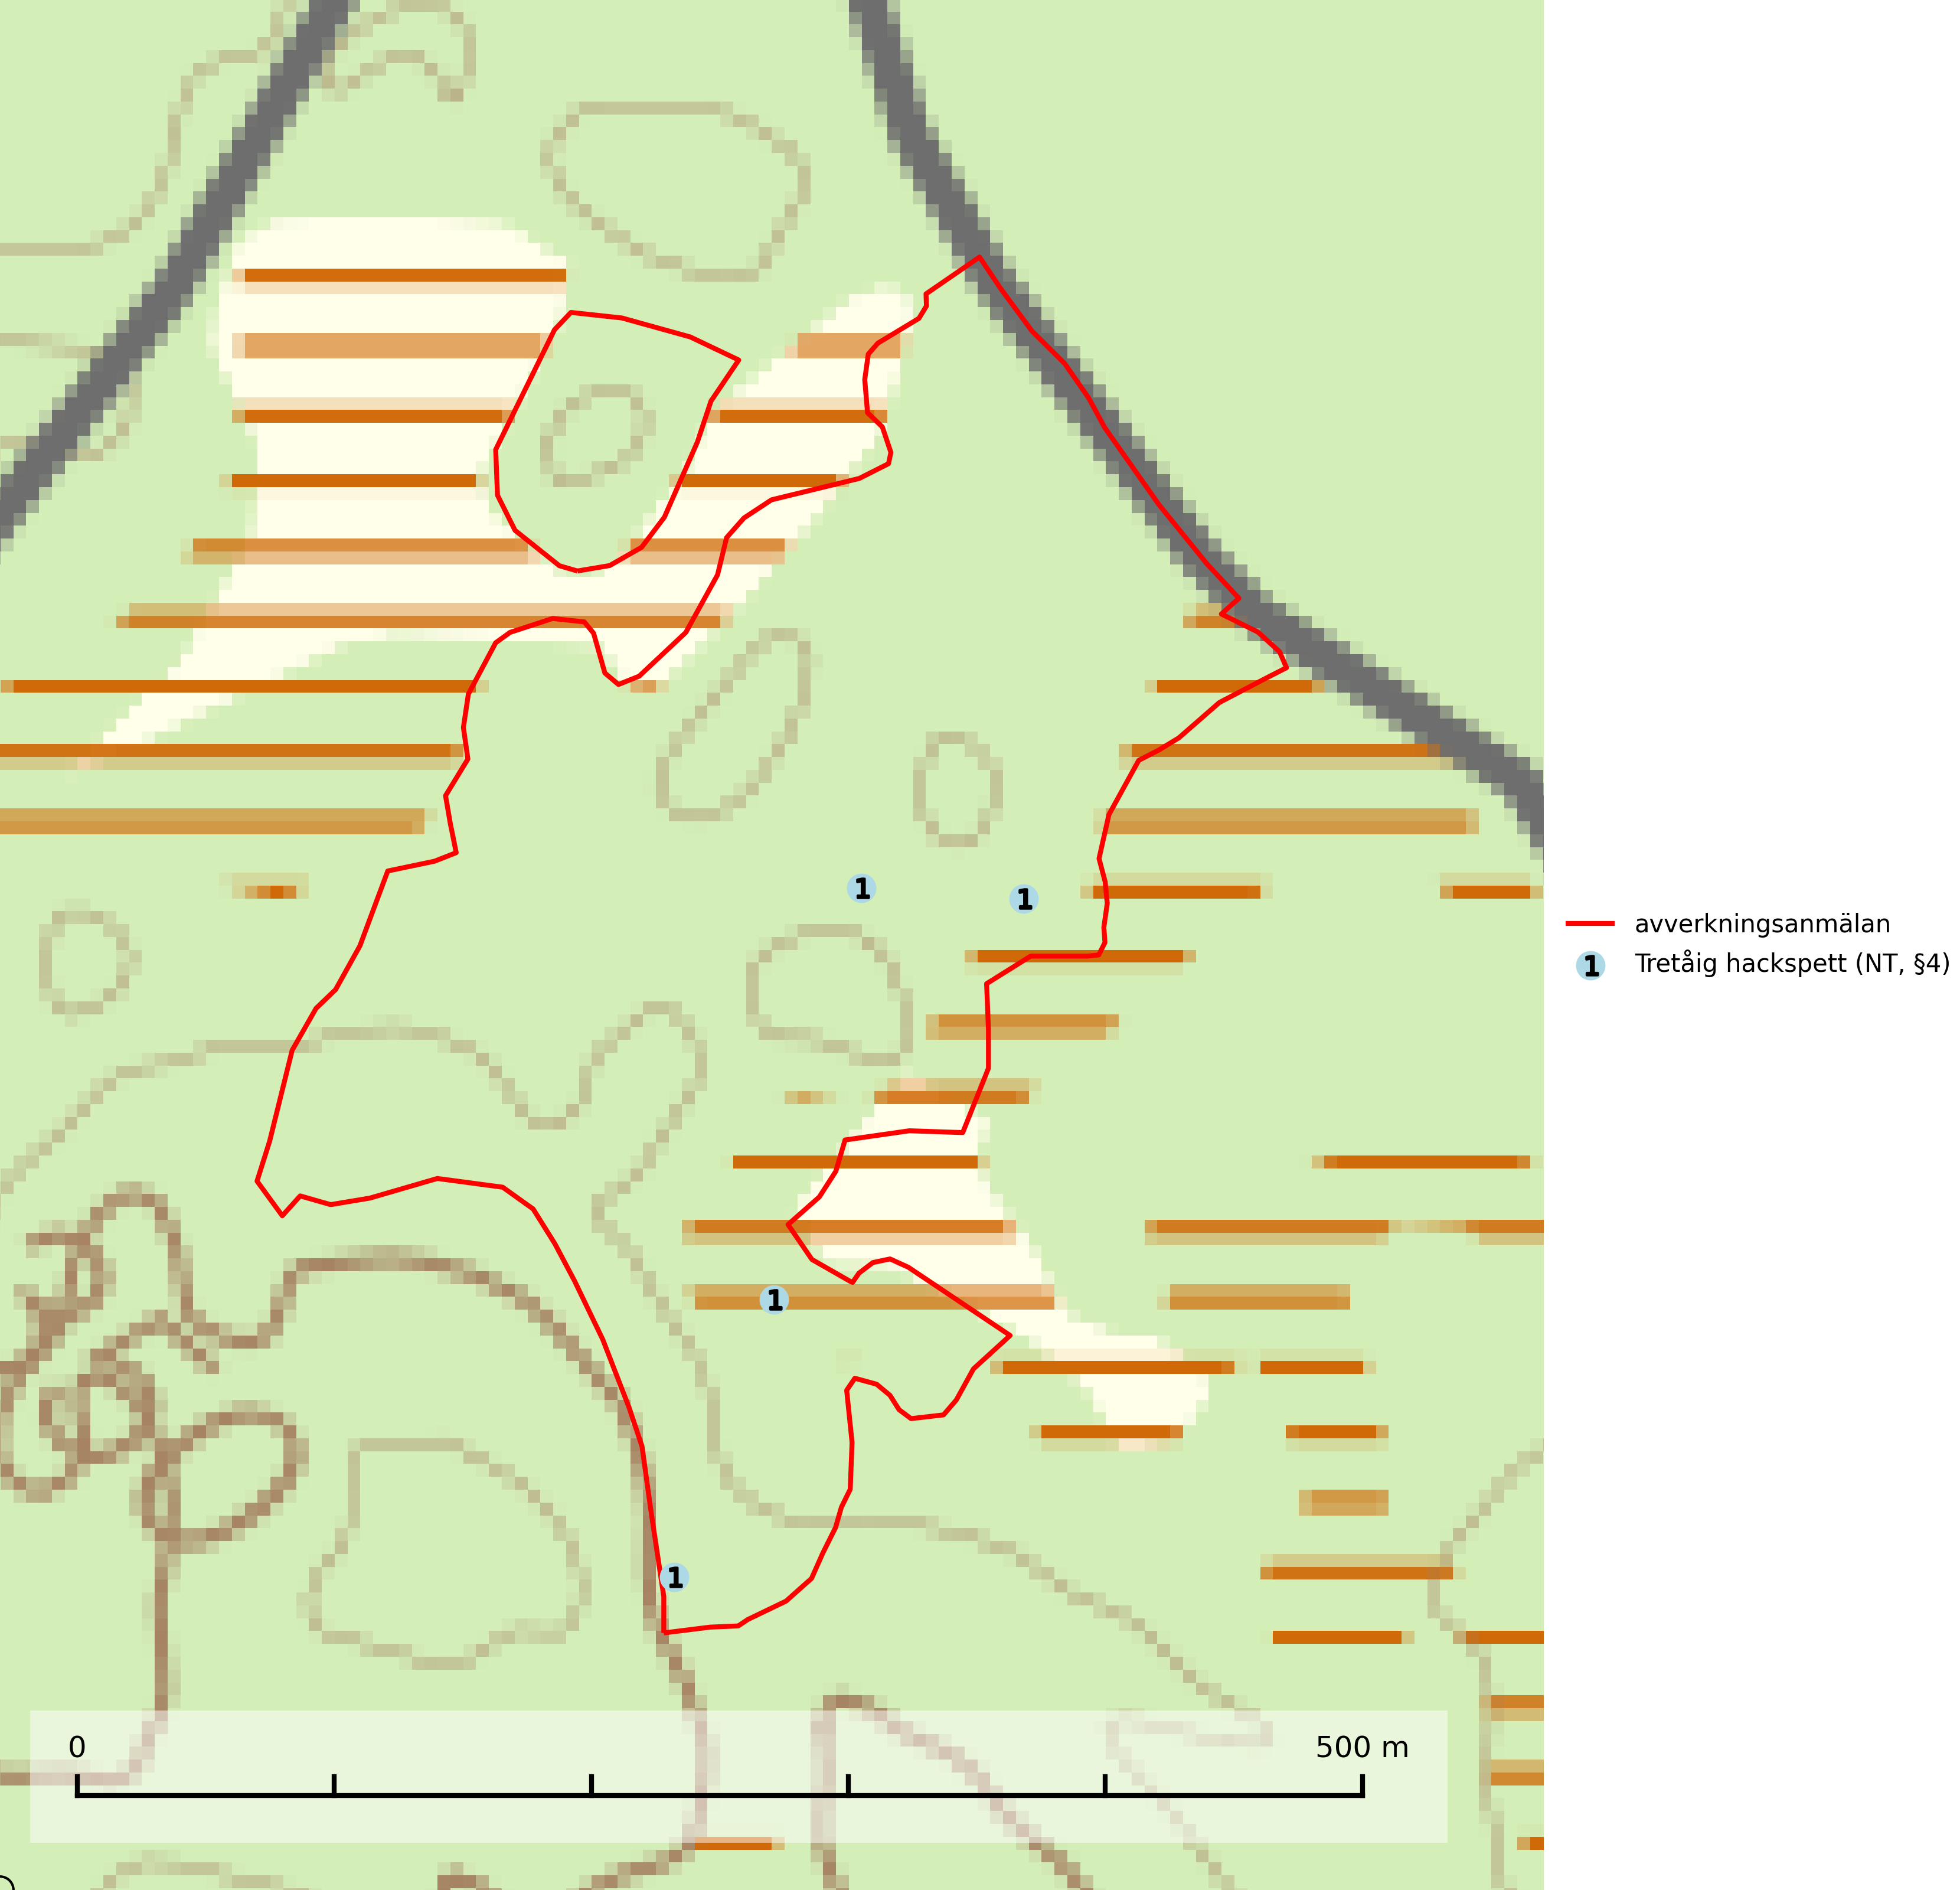 1
1
avverkningsanmälan
1 Tretåig hackspett (NT, §4)
1
1
0 500 m